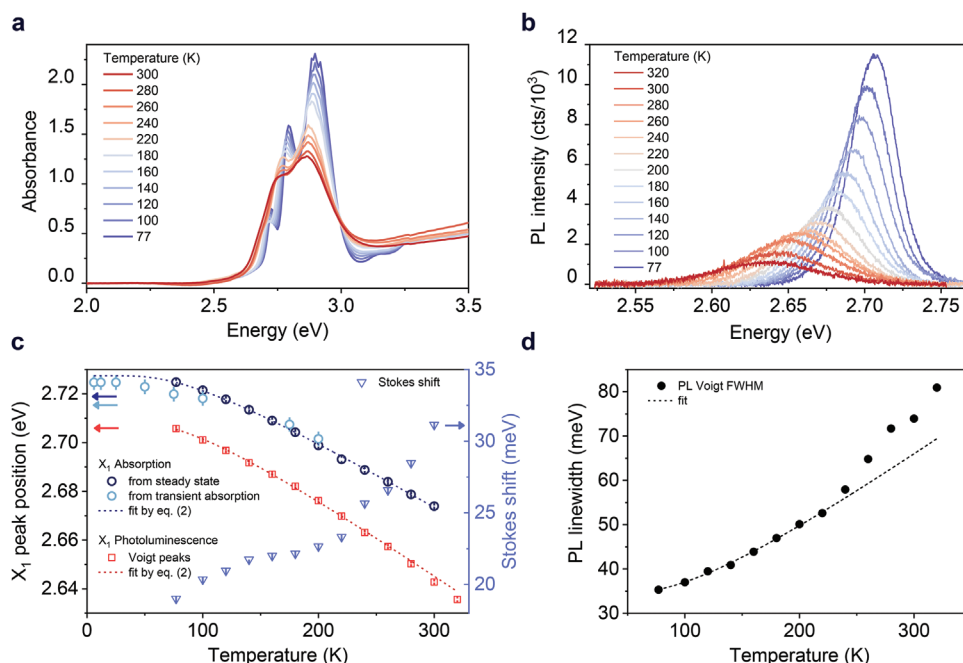 a
Temperature (K)
300
280
260
240
220
180
160
140
120
100
77
Absorbance
2.0
1.5
1.0
0.5
0.0
2.0
2.5
3.0
3.5
Energy (eV)
b
Temperature (K)
320
300
280
260
240
220
200
180
160
140
120
100
77
PL intensity (cts/10³)
12
10
8
6
4
2
0
2.55
2.60
2.65
2.70
2.75
Energy (eV)
c
X₁ peak position (eV)
2.72
2.70
2.68
2.66
2.64
Stokes shift
X₁ Absorption
from steady state
from transient absorption
fit by eq. (2)
X₁ Photoluminescence
Voigt peaks
fit by eq. (2)
35
30
25
20
Stokes shift (meV)
0
100
200
300
Temperature (K)
d
PL linewidth (meV)
80
70
60
50
40
30
PL Voigt FWHM
fit
100
150
200
250
300
Temperature (K)